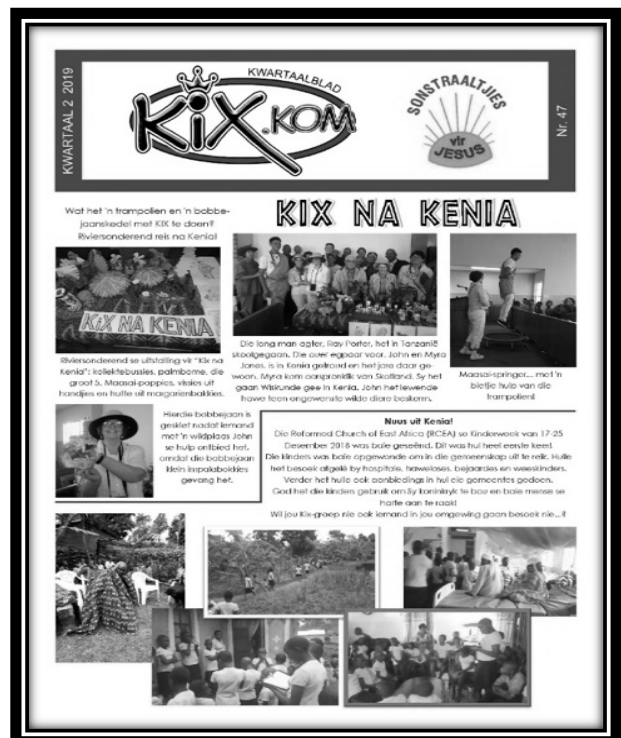 KWARTAAL 2 2019
KWARTAALBLAD
KiX.KOM
SONSTRAALTJIES
vir
JESUS
Nr. 47
Wat het 'n trampolien en 'n bobbe-
jaanskedel met KIX te doen?
Riviersonderend reis na Kenia!
KIX NA KENIA
KiX NA KENIA
Riviersonderend se uitstalling vir "Kix na
Kenia": kollektebussies, palmbome, die
groot 5, Maasai-poppies, vissies uit
handjies en hutte uit margarienbakkies.
Die lang man agter, Ray Porter, het in Tanzanië
skoolgegaan. Die ouer egpaar voor, John en Myra
Jones, is in Kenia getroud en het jare daar ge-
woon. Myra kom oorspronklik van Skotland. Sy het
gaan Wiskunde gee in Kenia. John het lewende
hawe teen ongewenste wilde diere beskerm.
Maasai-springer... met 'n
bietjie hulp van die
trampolien!
Hierdie bobbejaan is
geskiet nadat iemand
met 'n wildplaas John
se hulp ontbied het,
omdat die bobbejaan
klein impalabokkies
gevang het.
Nuus uit Kenia!
Die Reformed Church of East Africa (RCEA) se Kinderweek van 17-25
Desember 2018 was baie geseënd. Dit was hul heel eerste keer!
Die kinders was baie opgewonde om in die gemeenskap uit te reik. Hulle
het besoek afgelê by hospitale, haweloses, bejaardes en weeskinders.
Verder het hulle ook aanbiedings in hul eie gemeentes gedoen.
God het die kinders gebruik om Sy koninkryk te bou en baie mense se
harte aan te raak!
Wil jou Kix-groep nie ook iemand in jou omgewing gaan besoek nie...?